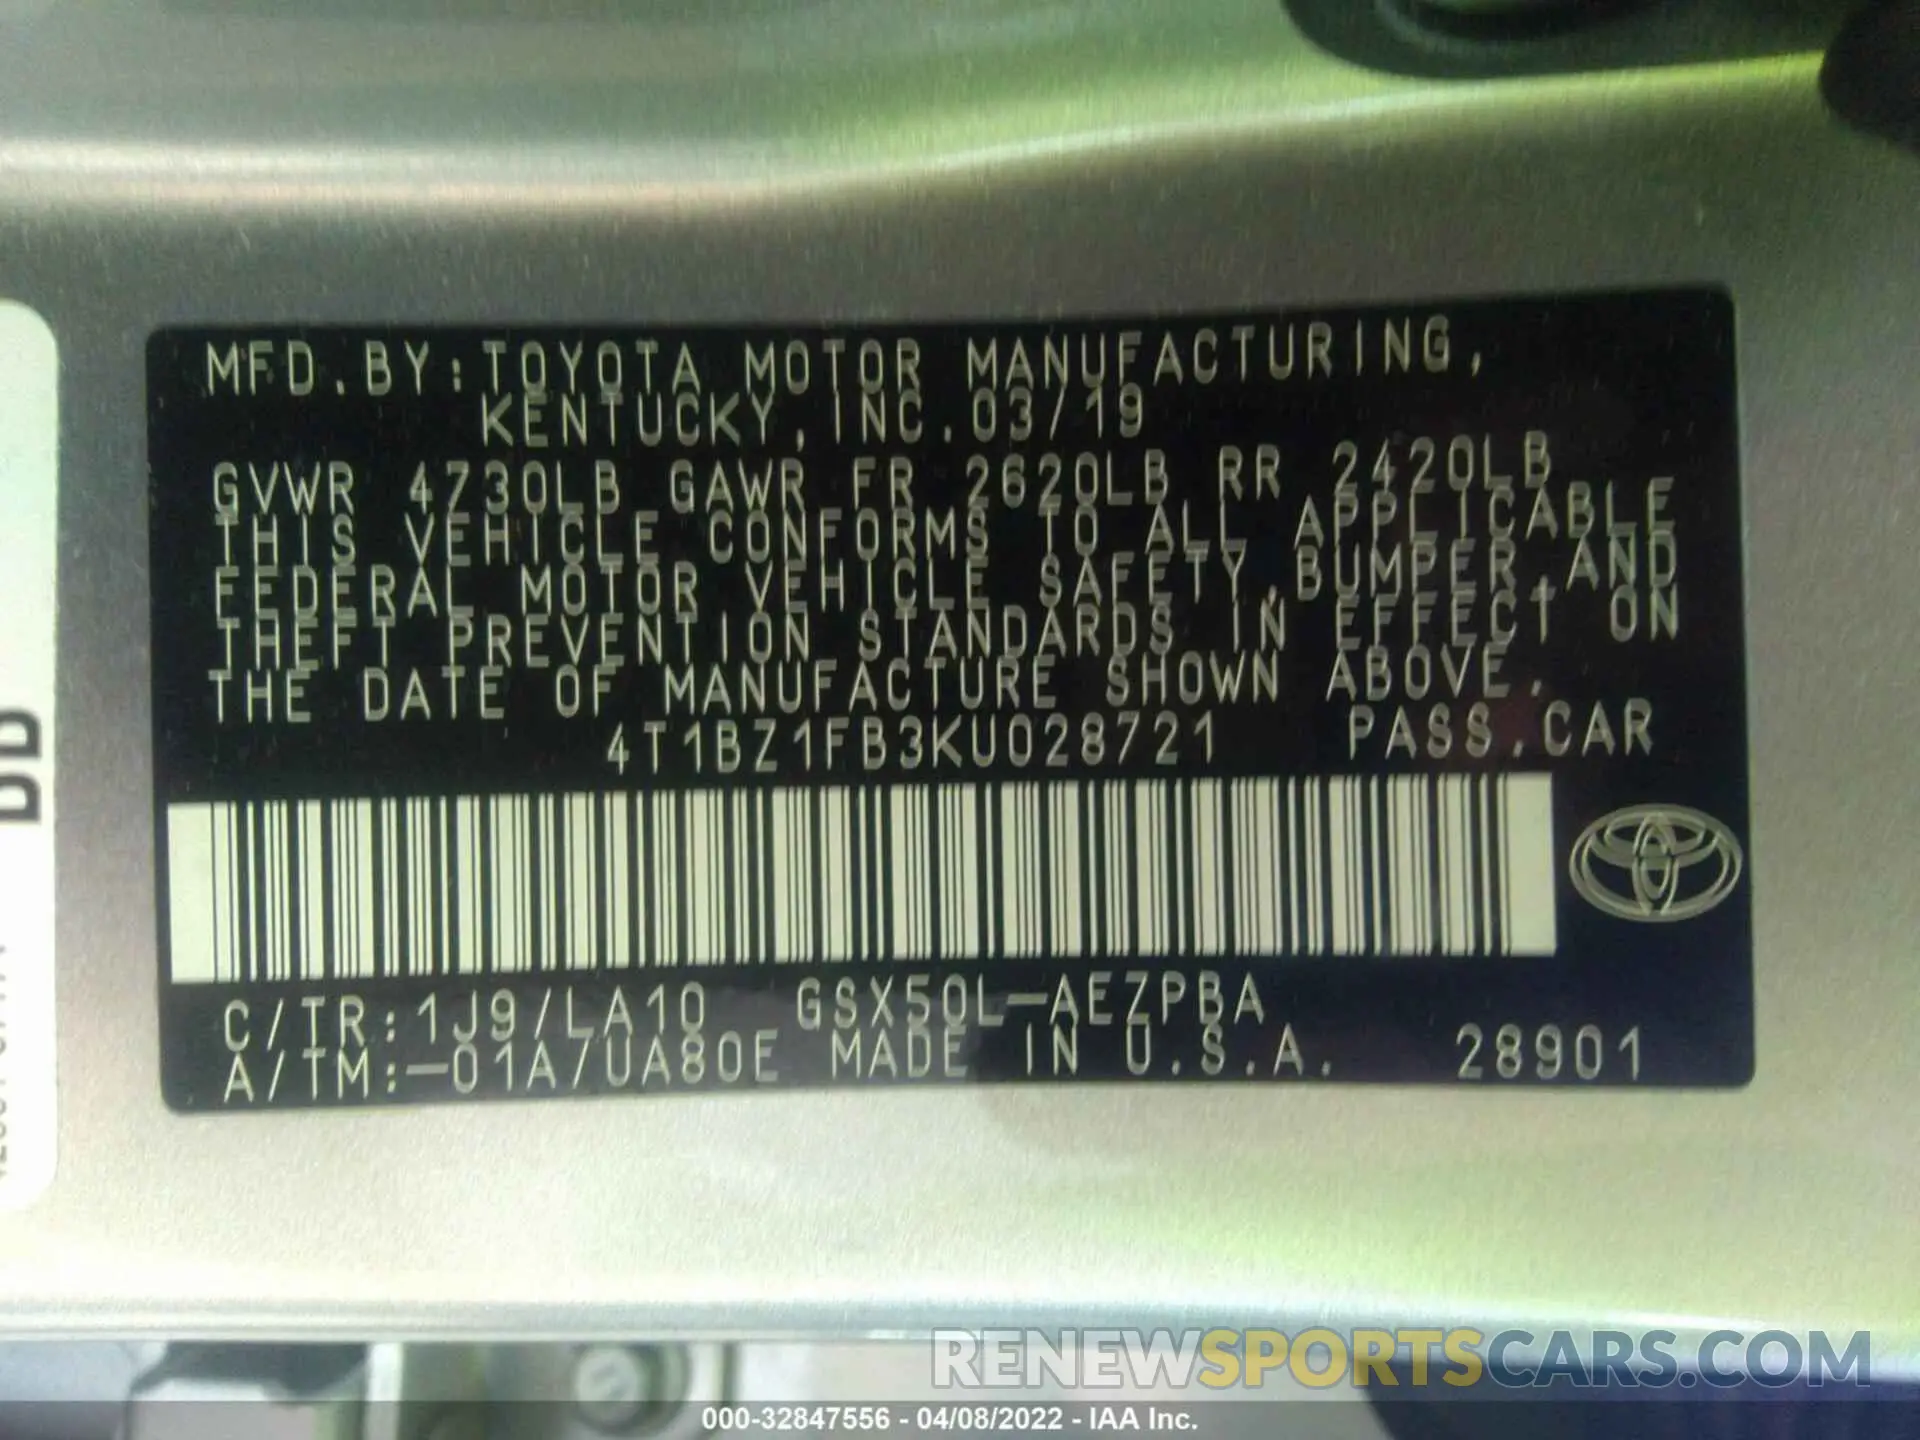 MFD.BY:TOYOTA MOTOR MANUFACTURING,
KENTUCKY,INC.03/19
GVWR 4730LB GAWR FR 2620LB RR 2420LB
THIS VEHICLE CONFORMS TO ALL APPLICABLE
FEDERAL MOTOR VEHICLE SAFETY,BUMPER,AND
THEFT PREVENTION STANDARDS IN EFFECT ON
THE DATE OF MANUFACTURE SHOWN ABOVE.
4T1BZ1FB3KU028721 PASS.CAR
C/TR:1J9/LA10 GSX50L-AEZPBA
A/TM:-01A/UA80E MADE IN U.S.A. 28901
RENEWSPORTSCARS.COM
000-32847556 - 04/08/2022 - IAA Inc.